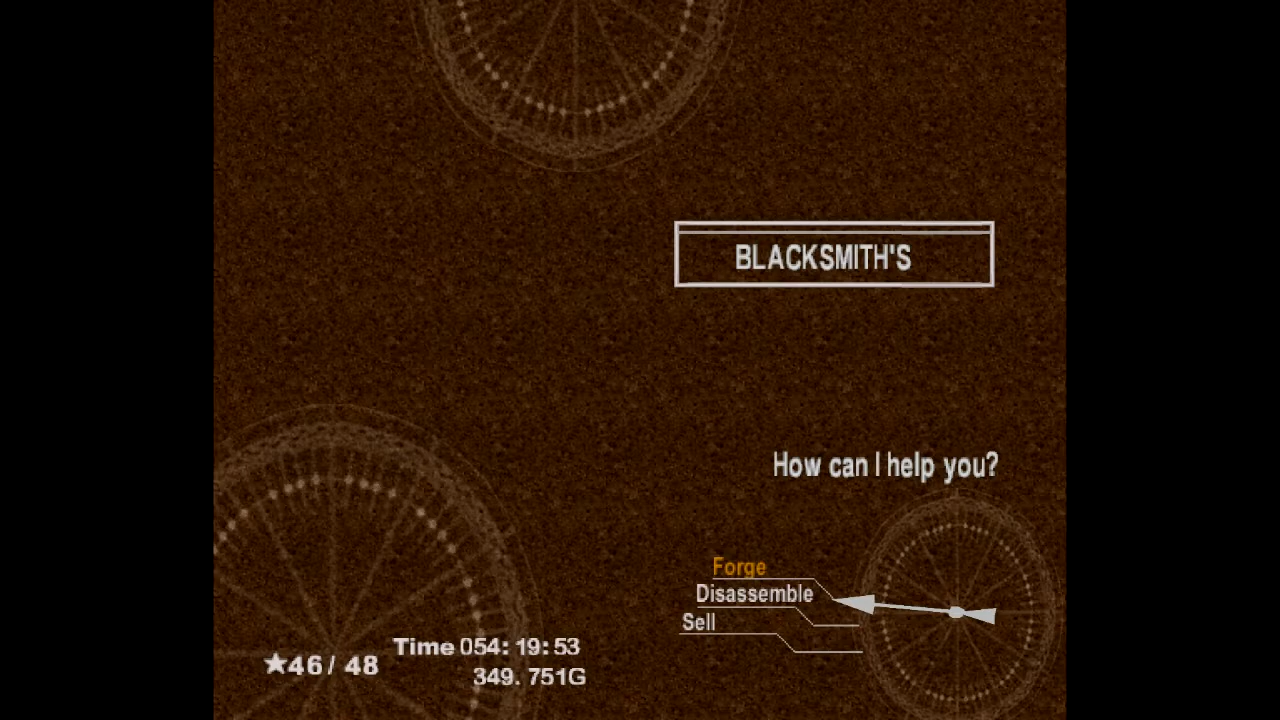 BLACKSMITH'S
How can I help you?
Forge
Disassemble
Sell
Time 054: 19: 53
★46/ 48
349. 751G